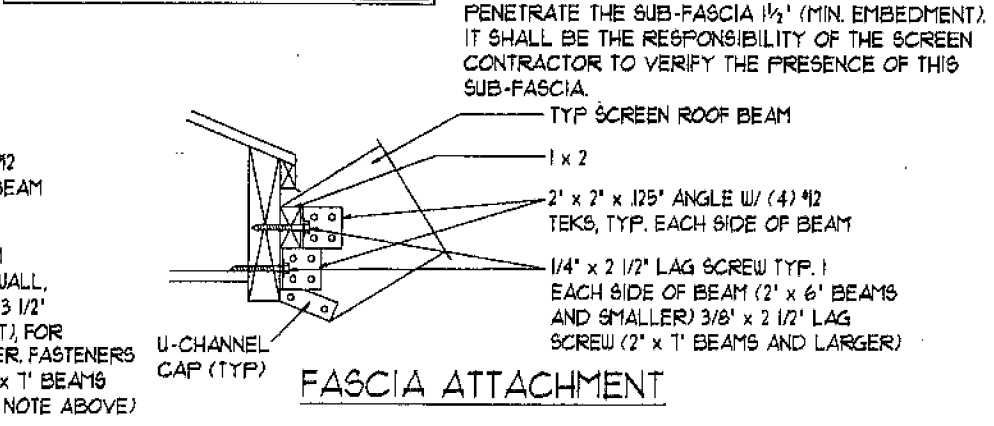 PENETRATE THE SUB-FASCIA 1½" (MIN. EMBEDMENT).
IT SHALL BE THE RESPONSIBILITY OF THE SCREEN
CONTRACTOR TO VERIFY THE PRESENCE OF THIS
SUB-FASCIA.
TYP SCREEN ROOF BEAM
1 x 2
2" x 2" x .125" ANGLE W/ (4) #12
TEKS, TYP. EACH SIDE OF BEAM
1/4" x 2 1/2" LAG SCREW TYP. 1
EACH SIDE OF BEAM (2" x 6" BEAMS
AND SMALLER) 3/8" x 2 1/2" LAG
SCREW (2" x 7" BEAMS AND LARGER)
#12
BEAM
WALL,
3 1/2"
T), FOR
ER. FASTENERS
x 7" BEAMS
NOTE ABOVE)
U-CHANNEL
CAP (TYP)
FASCIA ATTACHMENT